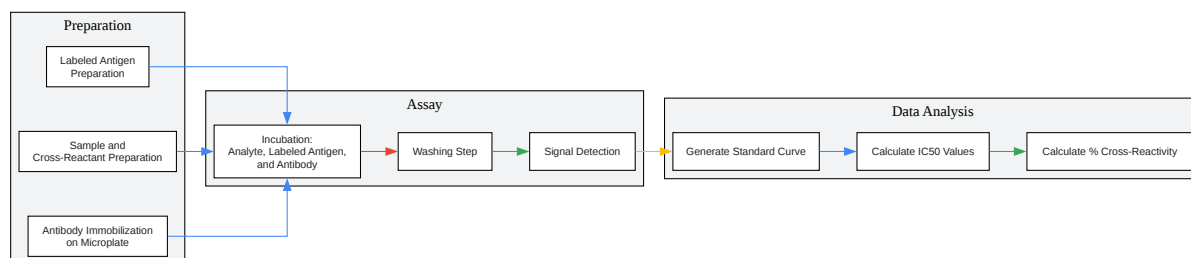 Preparation
Labeled Antigen
Preparation
Sample and
Cross-Reactant Preparation
Antibody Immobilization
on Microplate
Assay
Incubation:
Analyte, Labeled Antigen,
and Antibody
Washing Step
Signal Detection
Data Analysis
Generate Standard Curve
Calculate IC50 Values
Calculate % Cross-Reactivity